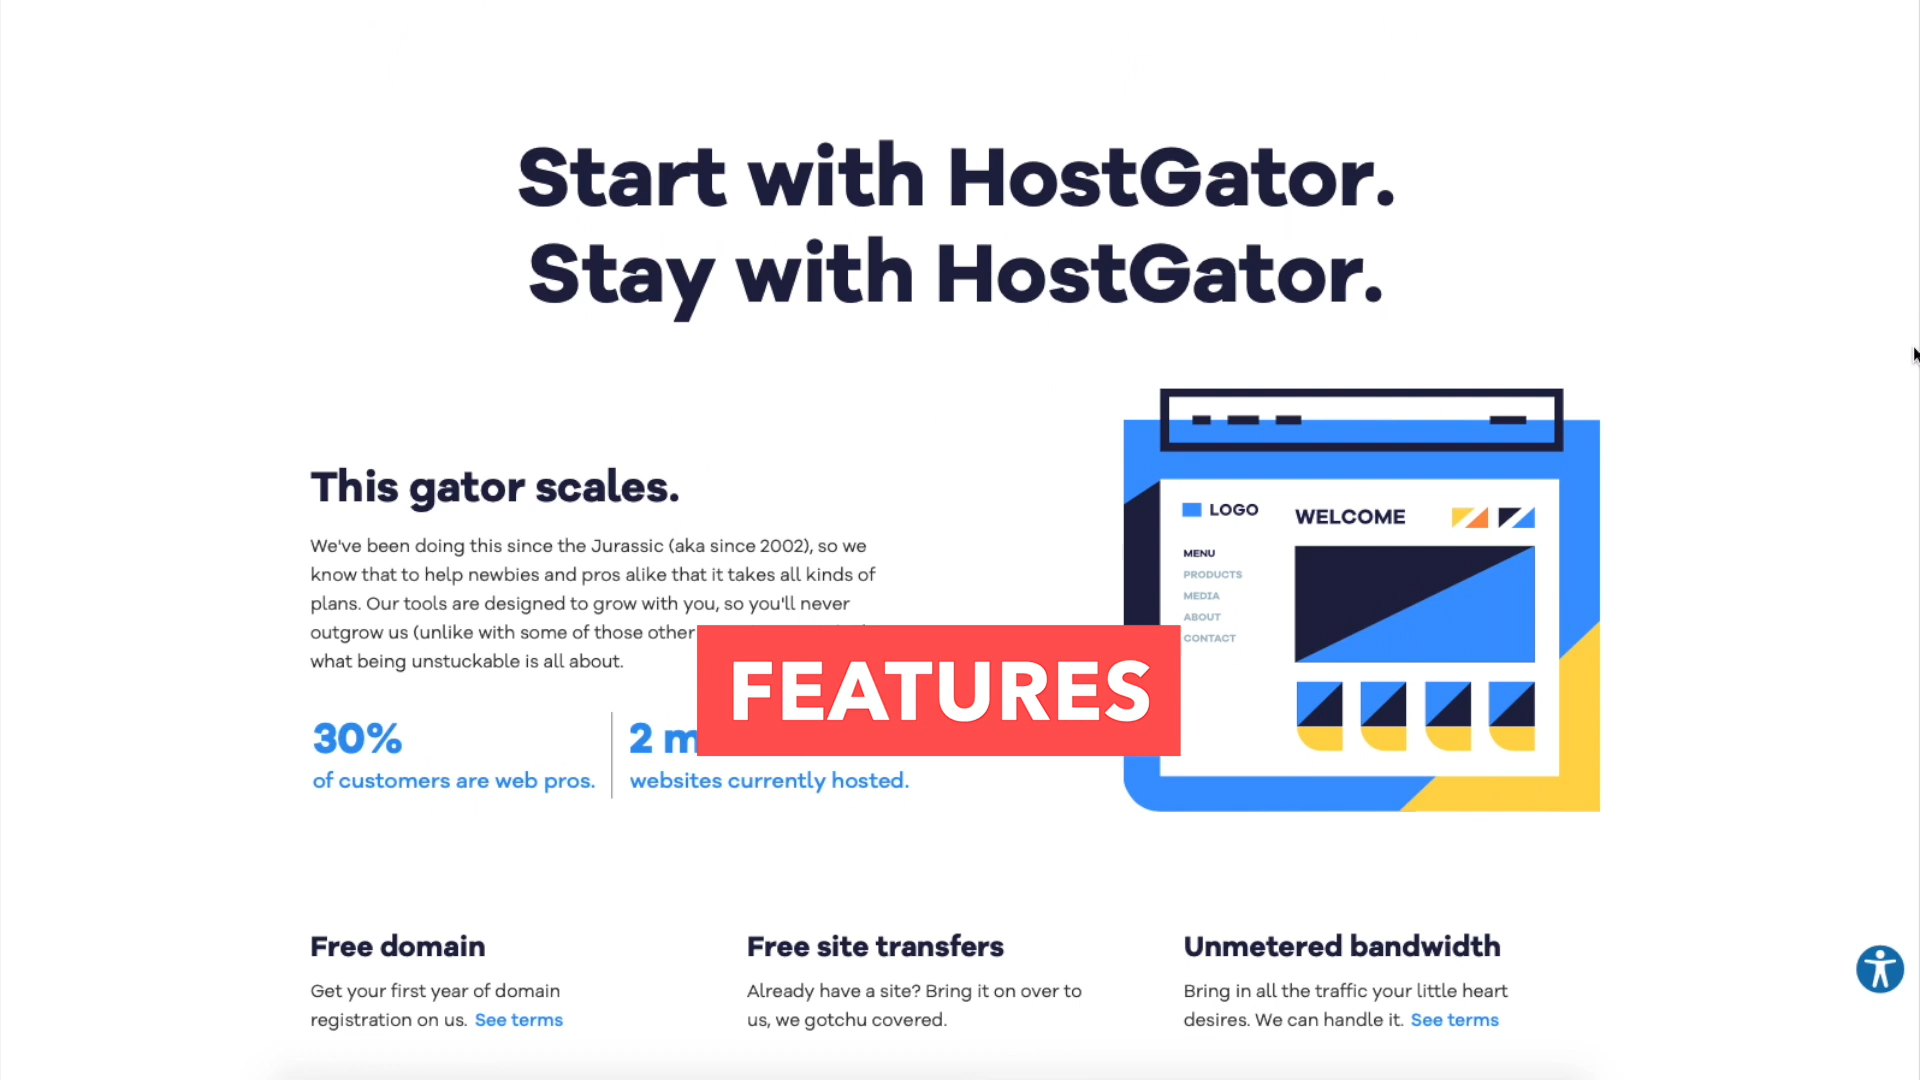 Start with HostGator.
Stay with HostGator.
This gator scales.
We've been doing this since the Jurassic (aka since 2002), so we
know that to help newbies and pros alike that it takes all kinds of
plans. Our tools are designed to grow with you, so you'll never
outgrow us (unlike with some of those other
what being unstuckable is all about.
30%
of customers are web pros.
2 m
websites currently hosted.
FEATURES
LOGO
WELCOME
MENU
PRODUCTS
MEDIA
ABOUT
CONTACT
Free domain
Get your first year of domain
registration on us. See terms
Free site transfers
Already have a site? Bring it on over to
us, we gotchu covered.
Unmetered bandwidth
Bring in all the traffic your little heart
desires. We can handle it. See terms